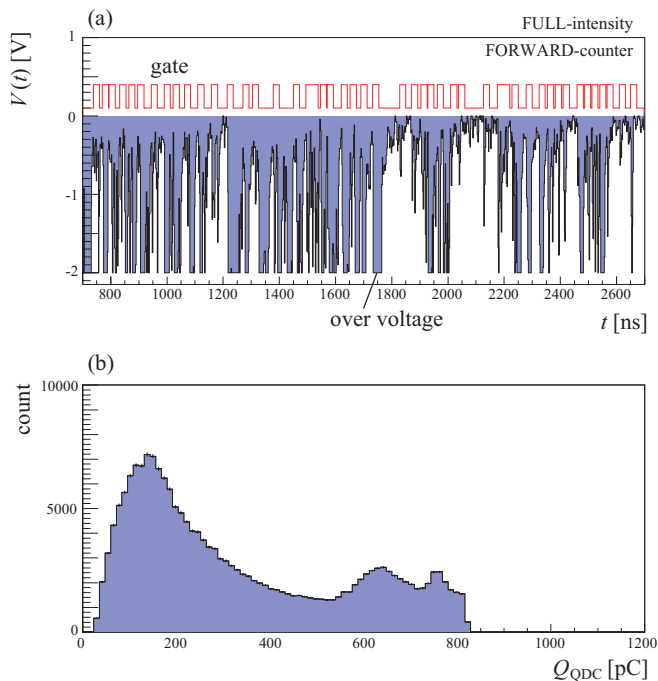 (a)
FULL-intensity
FORWARD-counter
V(t) [V]
gate
1
0
-1
-2
800 1000 1200 1400 1600 1800 2000 2200 2400 2600
over voltage
t [ns]
(b)
count
10000
5000
0
0 200 400 600 800 1000 1200
Q_QDC [pC]